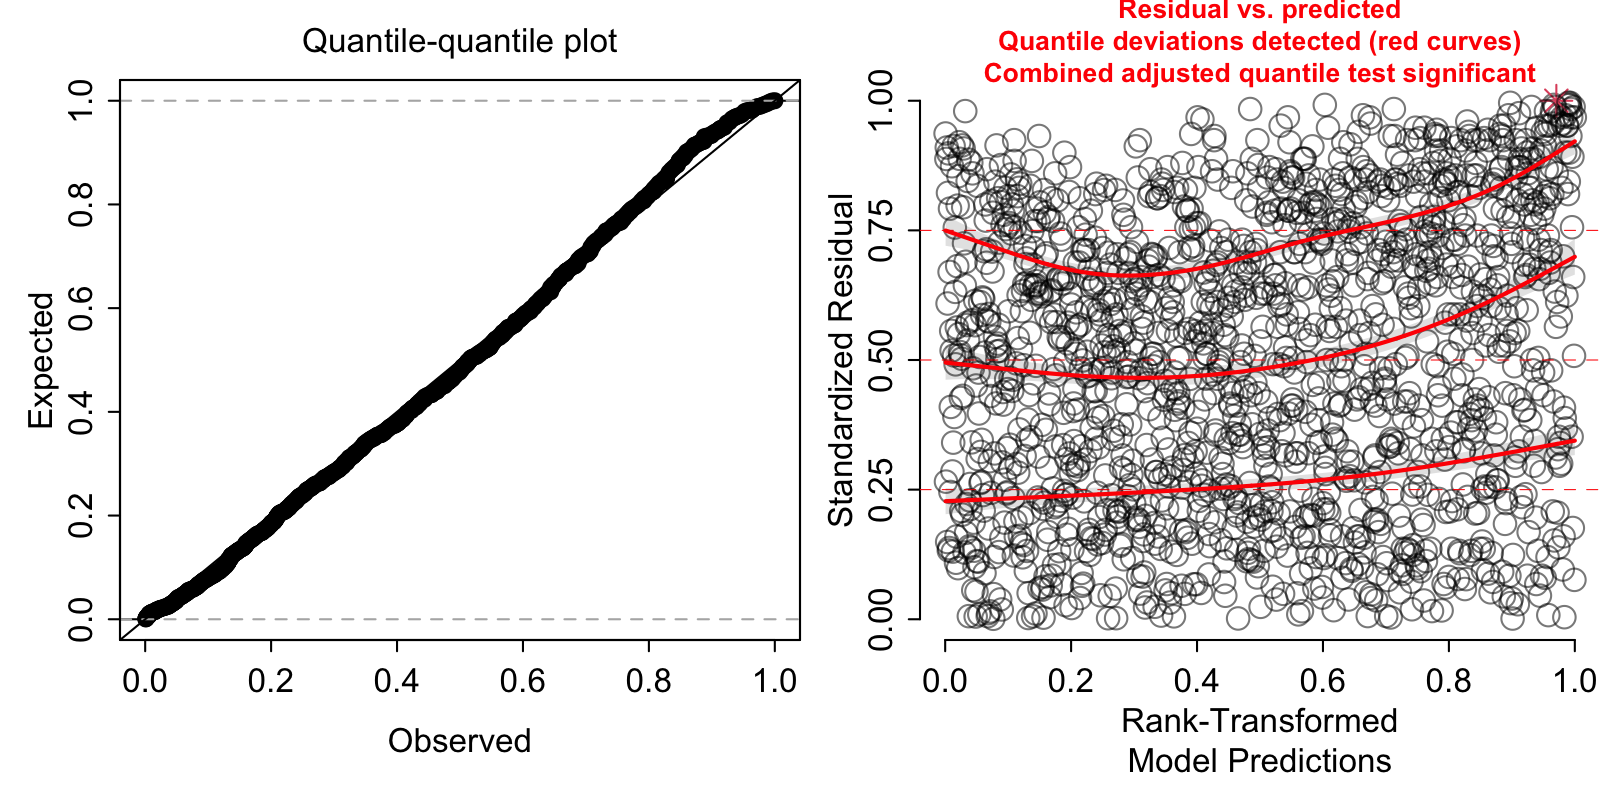 Quantile-quantile plot
Expected
0.0 0.2 0.4 0.6 0.8 1.0
0.0 0.2 0.4 0.6 0.8 1.0
Observed
Residual vs. predicted
Quantile deviations detected (red curves)
Combined adjusted quantile test significant
Standardized Residual
0.00 0.25 0.50 0.75 1.00
0.0 0.2 0.4 0.6 0.8 1.0
Rank-Transformed
Model Predictions